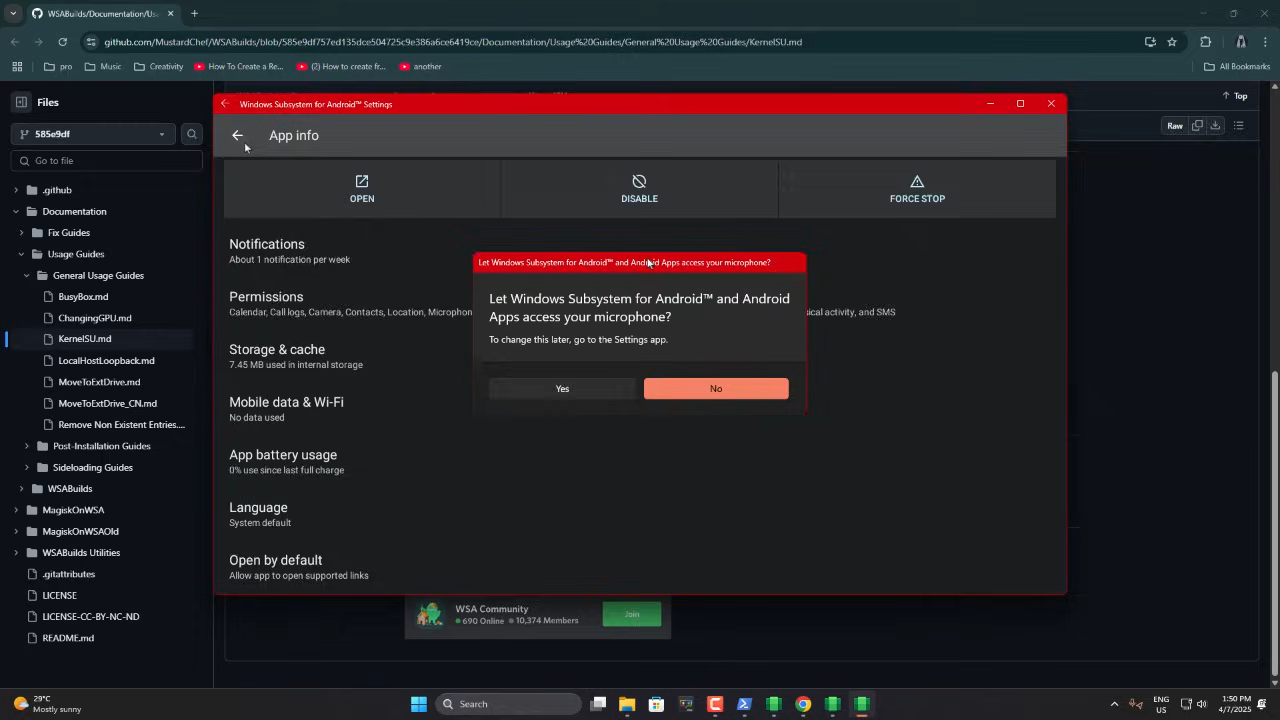 WSABuilds/Documentation/Usa
github.com/MustardChef/WSABuilds/blob/585e9df757ed135dce504725c9e386a6ce6419ce/Documentation/Usage%20Guides/General%20Usage%20Guides/KernelSU.md
pro
Music
Creativity
How To Create a Re...
(2) How to create fr...
another
All Bookmarks
Files
Top
Windows Subsystem for Android™ Settings
585e9df
Raw
App info
Go to file
.github
OPEN
DISABLE
FORCE STOP
Documentation
Fix Guides
Notifications
About 1 notification per week
Usage Guides
Let Windows Subsystem for Android™ and Android Apps access your microphone?
General Usage Guides
BusyBox.md
Permissions
Let Windows Subsystem for Android™ and Android
Apps access your microphone?
Calendar, Call logs, Camera, Contacts, Location, Microphon
sical activity, and SMS
ChangingGPU.md
KernelSU.md
To change this later, go to the Settings app.
Storage & cache
7.45 MB used in internal storage
LocalHostLoopback.md
MoveToExtDrive.md
Yes
No
MoveToExtDrive_CN.md
Mobile data & Wi-Fi
No data used
Remove Non Existent Entries....
Post-Installation Guides
App battery usage
0% use since last full charge
Sideloading Guides
WSABuilds
MagiskOnWSA
Language
System default
MagiskOnWSAOld
WSABuilds Utilities
Open by default
Allow app to open supported links
.gitattributes
LICENSE
LICENSE-CC-BY-NC-ND
WSA Community
690 Online
10,374 Members
Join
README.md
29°C
Mostly sunny
Search
ENG
US
1:50 PM
4/7/2025